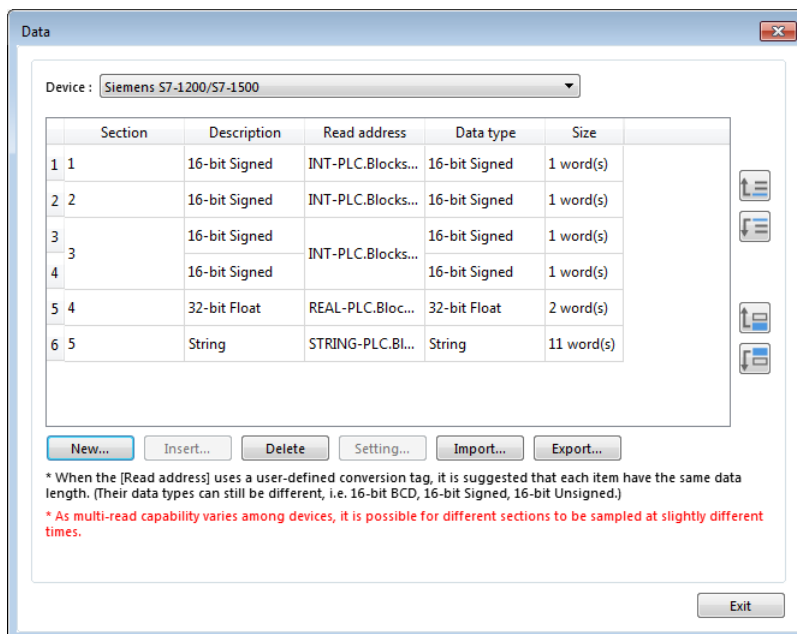 Data
Device : Siemens S7-1200/S7-1500
Section Description Read address Data type Size
1 1 16-bit Signed INT-PLC.Blocks... 16-bit Signed 1 word(s)
2 2 16-bit Signed INT-PLC.Blocks... 16-bit Signed 1 word(s)
3 3 16-bit Signed INT-PLC.Blocks... 16-bit Signed 1 word(s)
4 16-bit Signed 16-bit Signed 1 word(s)
5 4 32-bit Float REAL-PLC.Bloc... 32-bit Float 2 word(s)
6 5 String STRING-PLC.Bl... String 11 word(s)
New... Insert... Delete Setting... Import... Export...
* When the [Read address] uses a user-defined conversion tag, it is suggested that each item have the same data
length. (Their data types can still be different, i.e. 16-bit BCD, 16-bit Signed, 16-bit Unsigned.)
* As multi-read capability varies among devices, it is possible for different sections to be sampled at slightly different
times.
Exit